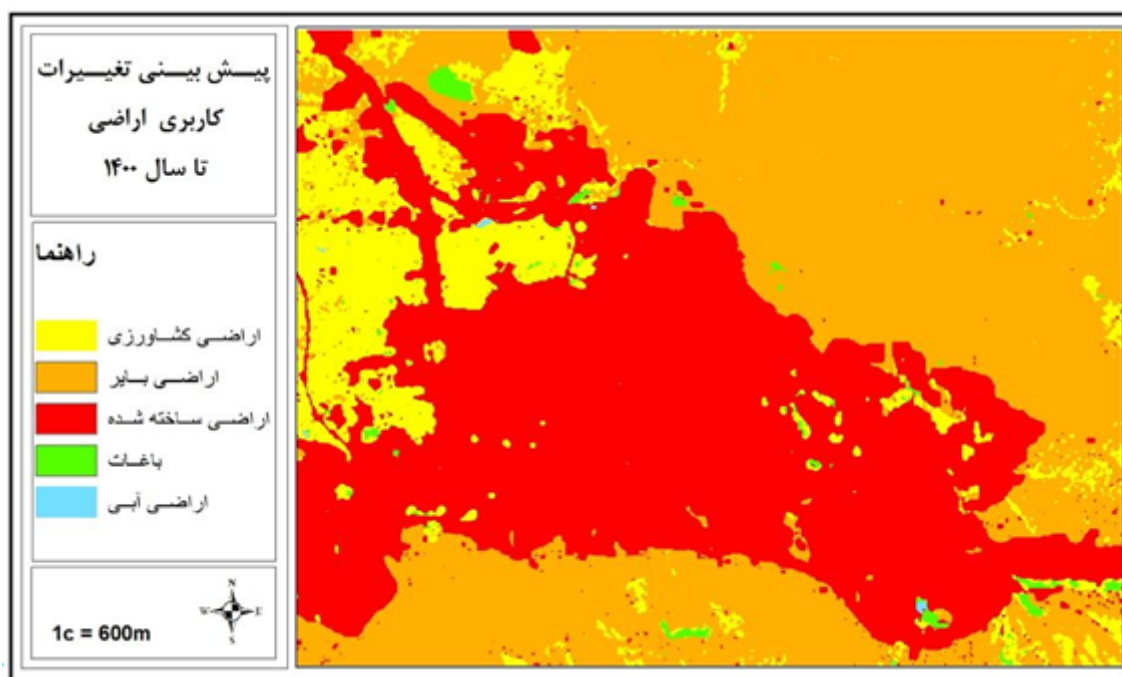 پیش بینی تغییرات
کاربری اراضی
تا سال ۱۴۰۰
راهنما
اراضی کشاورزی
اراضی بایر
اراضی ساخته شده
باغات
اراضی آبی
N
W E
S
1c = 600m